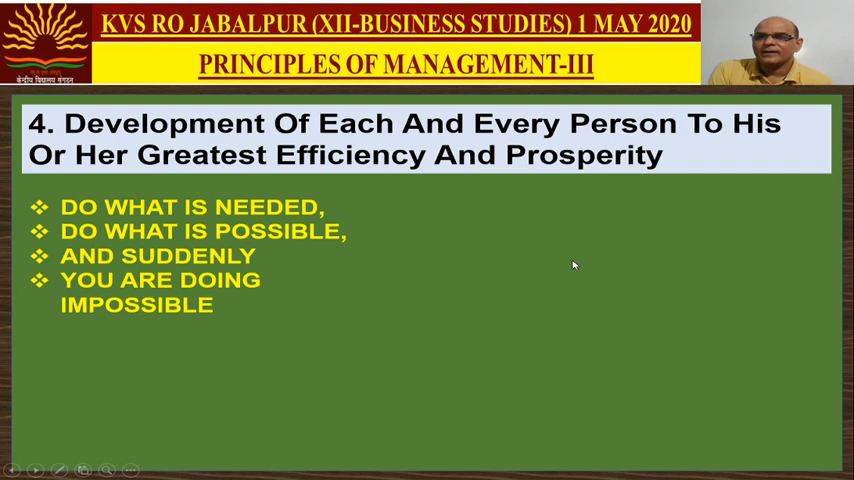 KVS RO JABALPUR (XII-BUSINESS STUDIES) 1 MAY 2020
PRINCIPLES OF MANAGEMENT-III
केन्द्रीय विद्यालय संगठन
4. Development Of Each And Every Person To His
Or Her Greatest Efficiency And Prosperity
DO WHAT IS NEEDED,
DO WHAT IS POSSIBLE,
AND SUDDENLY
YOU ARE DOING
IMPOSSIBLE